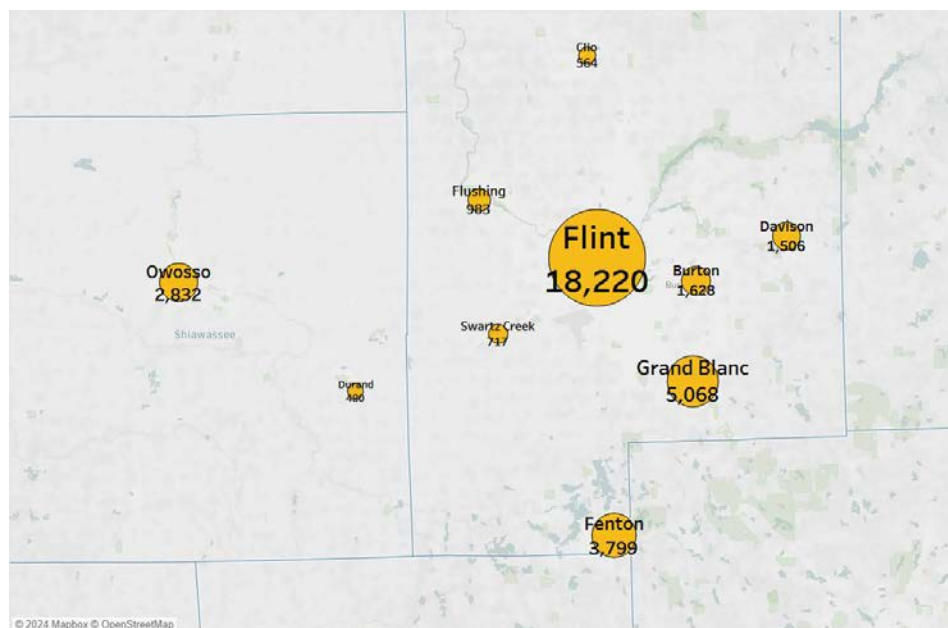 Clio
564
Flushing
983
Flint
18,220
Davison
1,506
Owosso
2,832
Burton
1,628
Shiawassee
Swartz Creek
717
Grand Blanc
5,068
Durand
Fenton
3,799
© 2024 Mapbox © OpenStreetMap